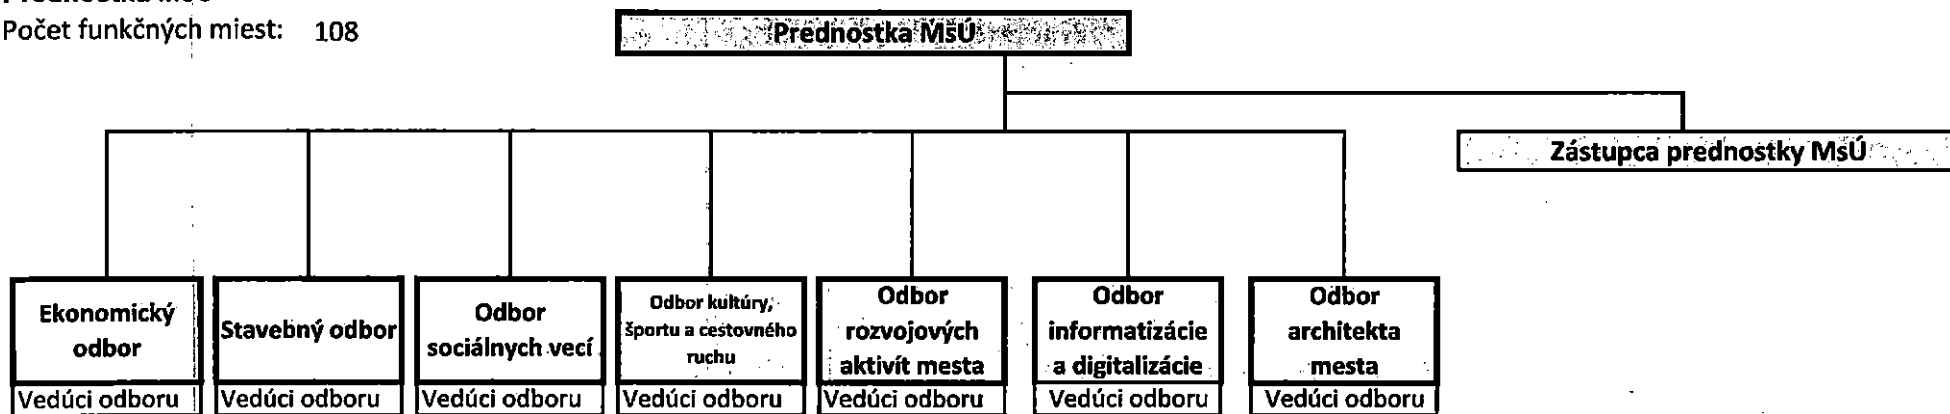 Prednostka MsÚ
Počet funkčných miest: 108
Prednostka MsÚ
Zástupca prednostky MsÚ
Ekonomický
odbor
Vedúci odboru
Stavebný odbor
Vedúci odboru
Odbor
sociálnych vecí
Vedúci odboru
Odbor kultúry,
športu a cestovného
ruchu
Vedúci odboru
Odbor
rozvojových
aktivít mesta
Vedúci odboru
Odbor
informatizácie
a digitalizácie
Vedúci odboru
Odbor
architekta
mesta
Vedúci odboru